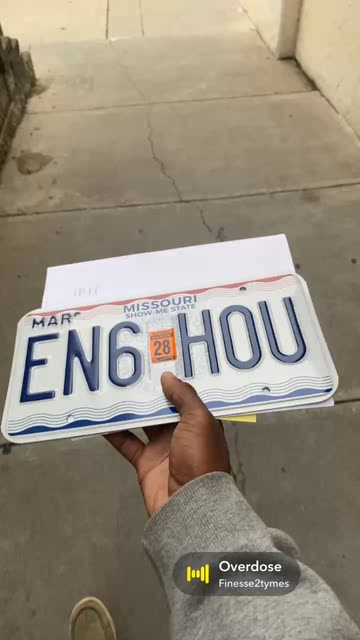 MISSOURI
SHOW-ME STATE
MAR
EN6 HOU
28
Overdose
Finesse2tymes